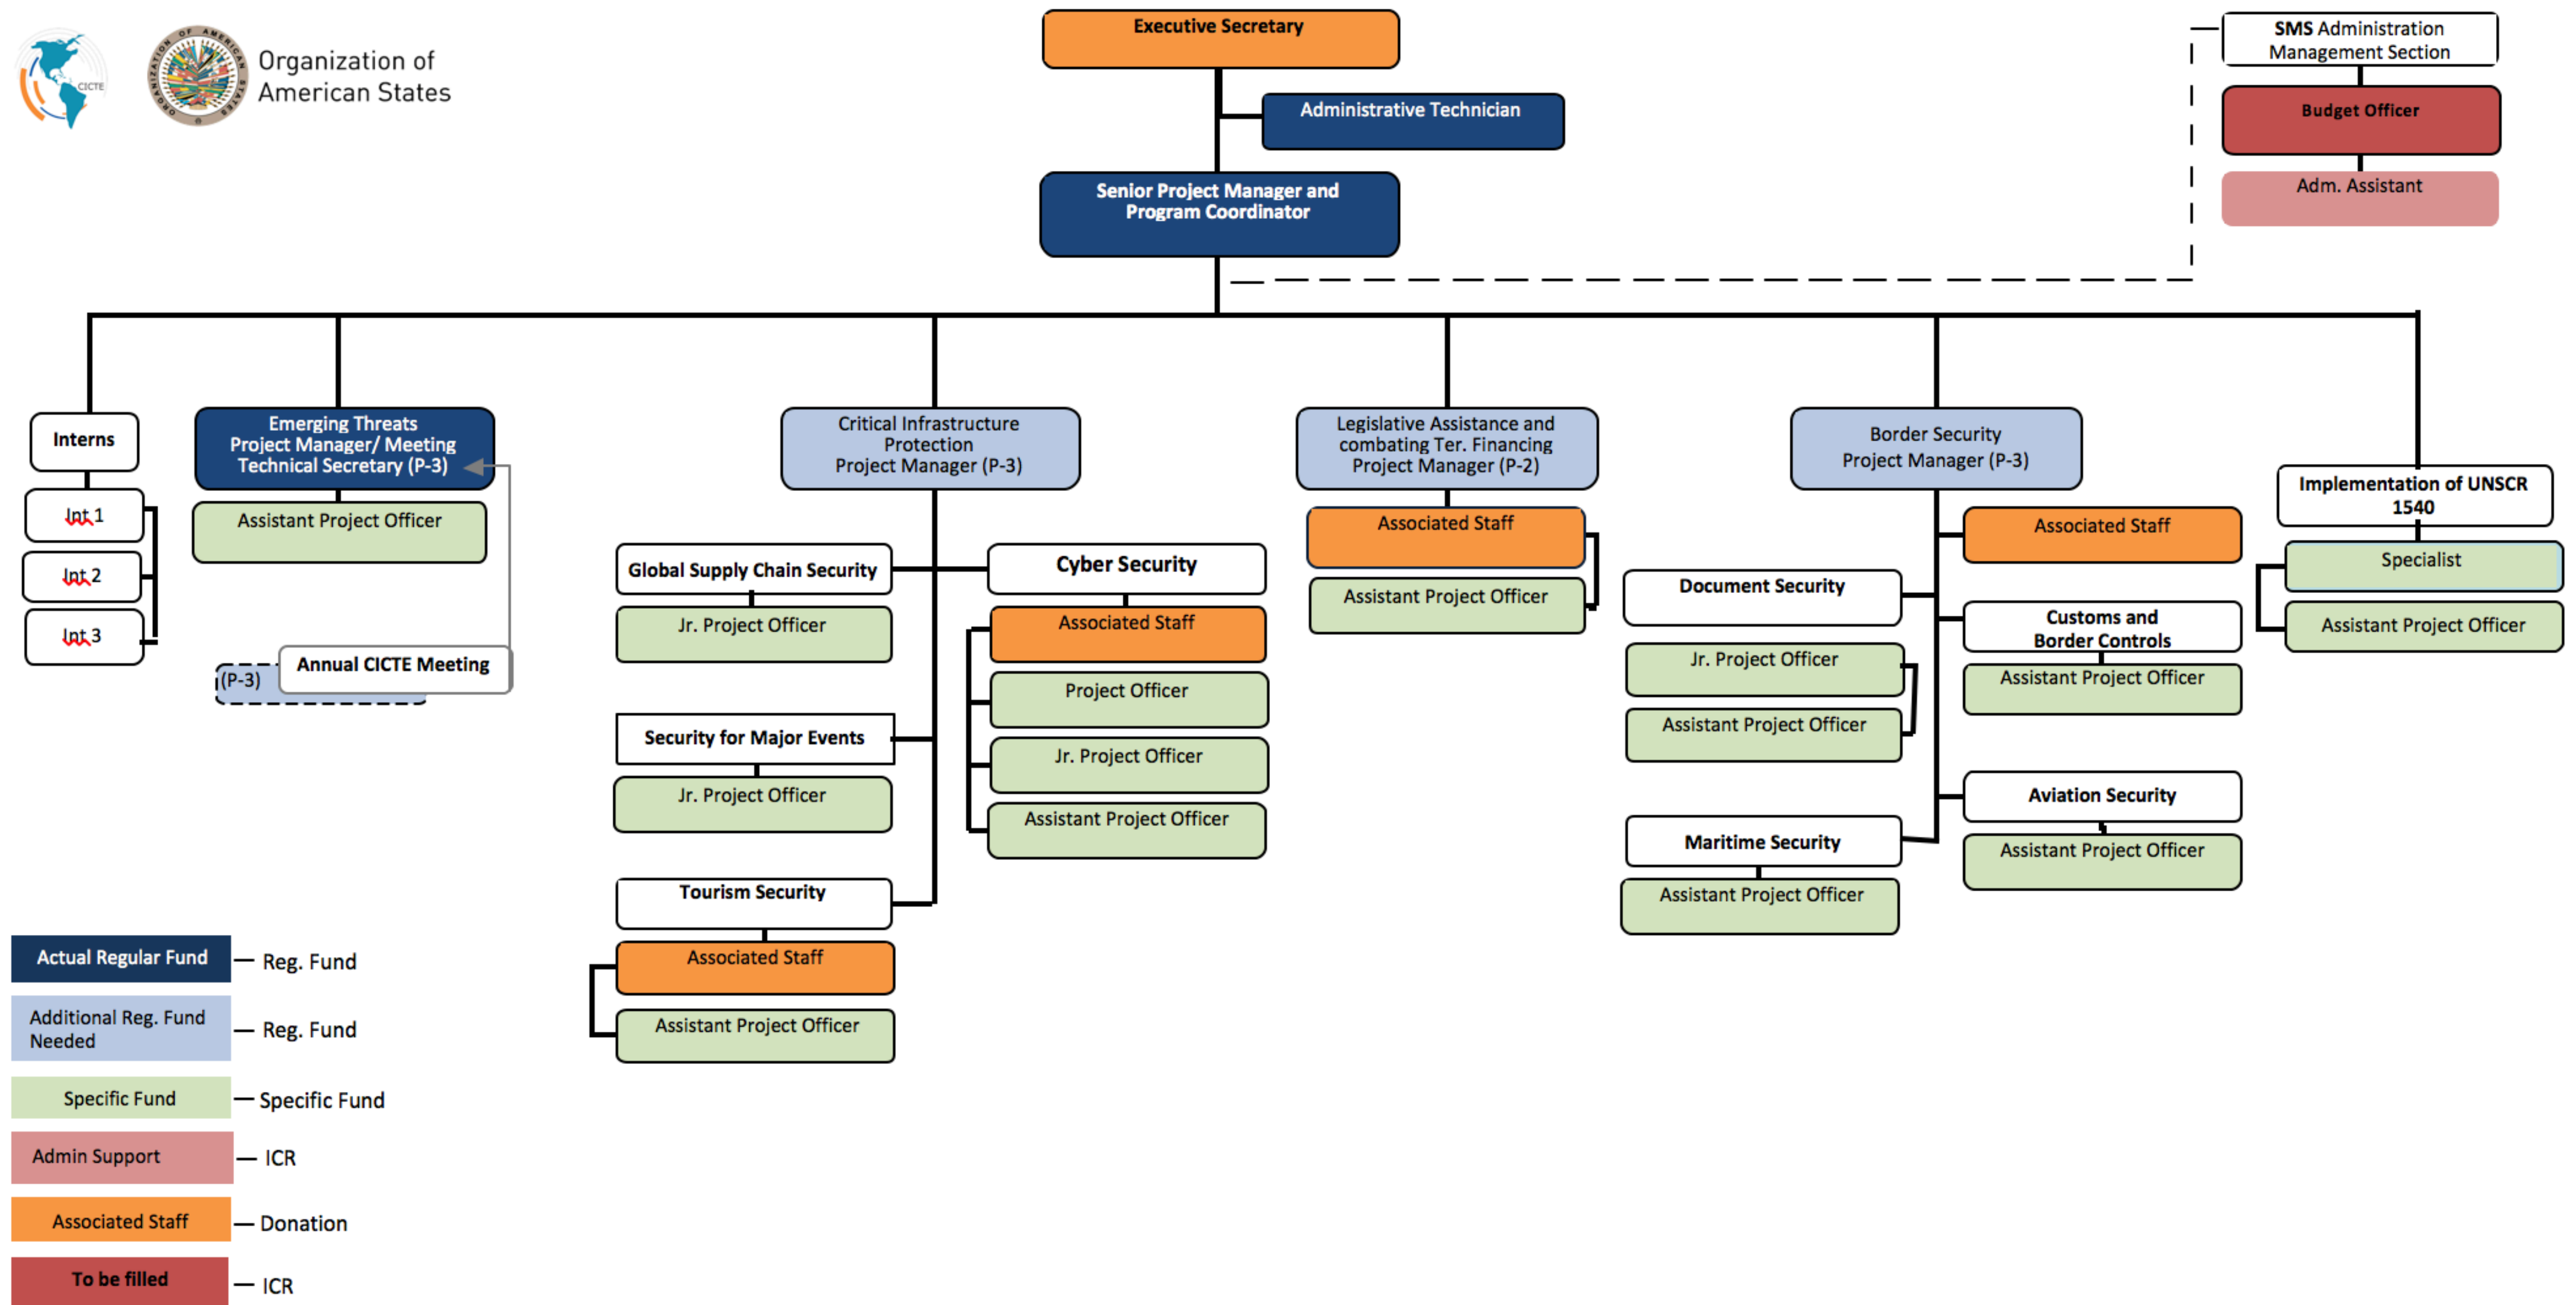 CICTE
ORGANIZATION OF AMERICAN STATES
Organization of
American States
Executive Secretary
Administrative Technician
Senior Project Manager and
Program Coordinator
SMS Administration
Management Section
Budget Officer
Adm. Assistant
Interns
Int 1
Int 2
Int 3
Emerging Threats
Project Manager/ Meeting
Technical Secretary (P-3)
Assistant Project Officer
(P-3)
Annual CICTE Meeting
Critical Infrastructure
Protection
Project Manager (P-3)
Global Supply Chain Security
Jr. Project Officer
Security for Major Events
Jr. Project Officer
Tourism Security
Associated Staff
Assistant Project Officer
Cyber Security
Associated Staff
Project Officer
Jr. Project Officer
Assistant Project Officer
Legislative Assistance and
combating Ter. Financing
Project Manager (P-2)
Associated Staff
Assistant Project Officer
Border Security
Project Manager (P-3)
Document Security
Jr. Project Officer
Assistant Project Officer
Maritime Security
Assistant Project Officer
Associated Staff
Customs and
Border Controls
Assistant Project Officer
Aviation Security
Assistant Project Officer
Implementation of UNSCR
1540
Specialist
Assistant Project Officer
Actual Regular Fund — Reg. Fund
Additional Reg. Fund
Needed — Reg. Fund
Specific Fund — Specific Fund
Admin Support — ICR
Associated Staff — Donation
To be filled — ICR